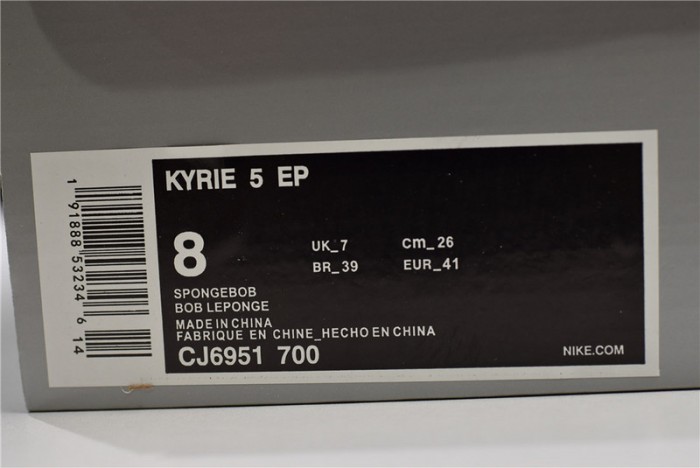 KYRIE 5 EP
8
UK_7 cm_26
BR_39 EUR_41
SPONGEBOB
BOB LEPONGE
MADE IN CHINA
FABRIQUE EN CHINE_HECHO EN CHINA
CJ6951 700
NIKE.COM
1 91888 53234 6 14